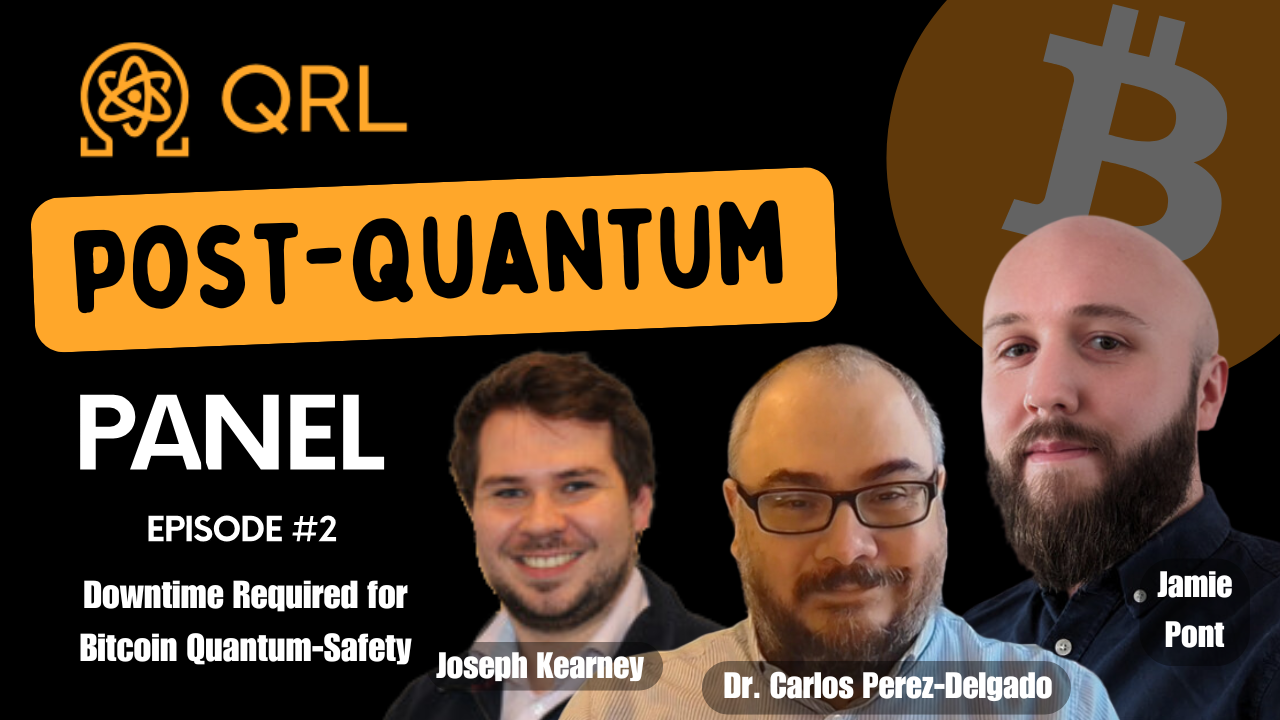 QRL
POST-QUANTUM
PANEL
EPISODE #2
Downtime Required for
Bitcoin Quantum-Safety
Joseph Kearney
Dr. Carlos Perez-Delgado
Jamie
Pont